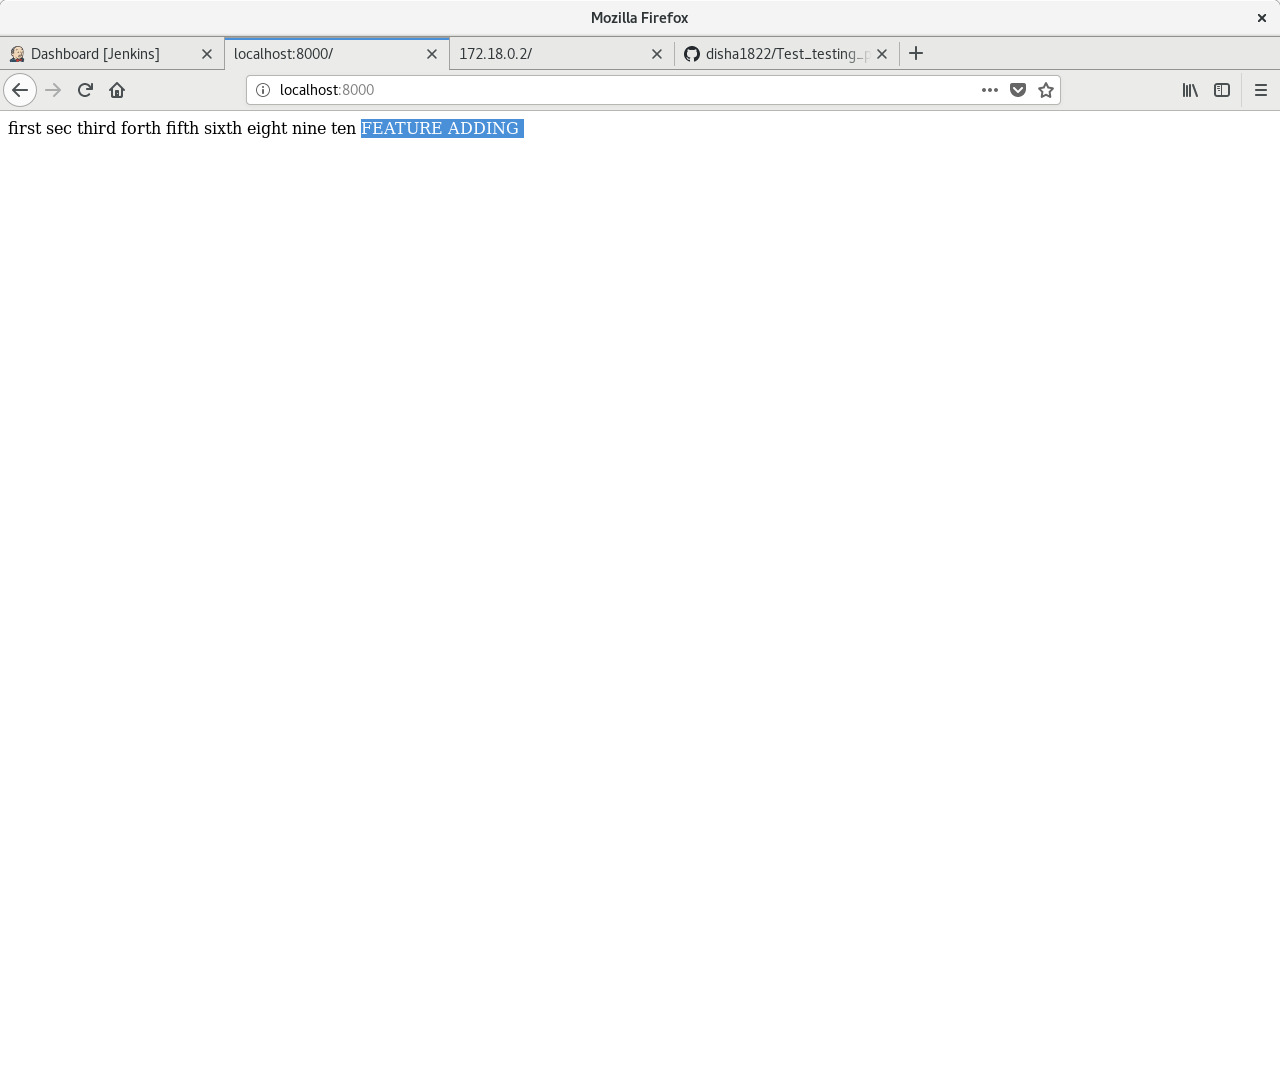 Mozilla Firefox
Dashboard [Jenkins]
localhost:8000/
172.18.0.2/
disha1822/Test_testing_p
localhost:8000
first sec third forth fifth sixth eight nine ten FEATURE ADDING